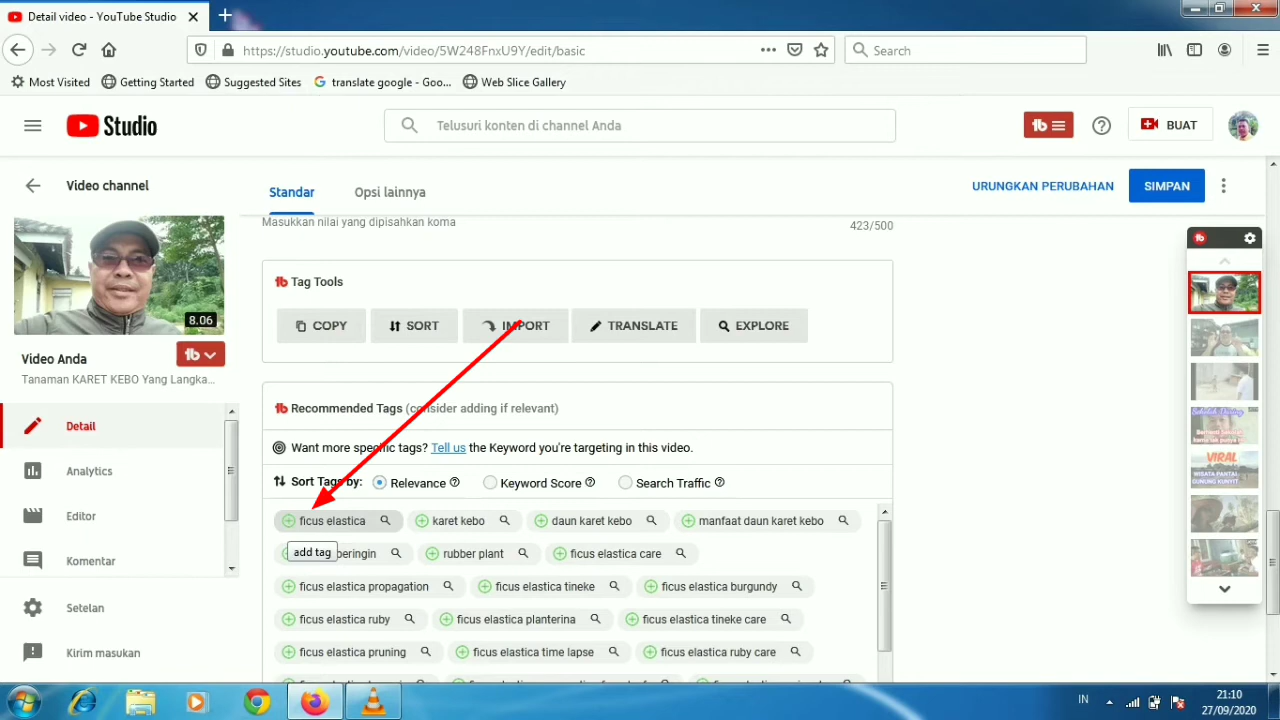 Detail video - YouTube Studio
https://studio.youtube.com/video/5W248FnxU9Y/edit/basic
Search
Most Visited Getting Started Suggested Sites translate google - Goo... Web Slice Gallery
Studio
Telusuri konten di channel Anda
BUAT
Video channel
Standar Opsi lainnya
URUNGKAN PERUBAHAN SIMPAN
Masukkan nilai yang dipisahkan koma
423/500
8.06
Video Anda
Tanaman KARET KEBO Yang Langka...
Detail
Analytics
Editor
Komentar
Setelan
Kirim masukan
Tag Tools
COPY SORT IMPORT TRANSLATE EXPLORE
Recommended Tags (consider adding if relevant)
Want more specific tags? Tell us the Keyword you're targeting in this video.
Sort Tags by: Relevance Keyword Score Search Traffic
ficus elastica karet kebo daun karet kebo manfaat daun karet kebo
add tag beringin rubber plant ficus elastica care
ficus elastica propagation ficus elastica tineke ficus elastica burgundy
ficus elastica ruby ficus elastica planterina ficus elastica tineke care
ficus elastica pruning ficus elastica time lapse ficus elastica ruby care
VIRAL
IN 21:10
27/09/2020